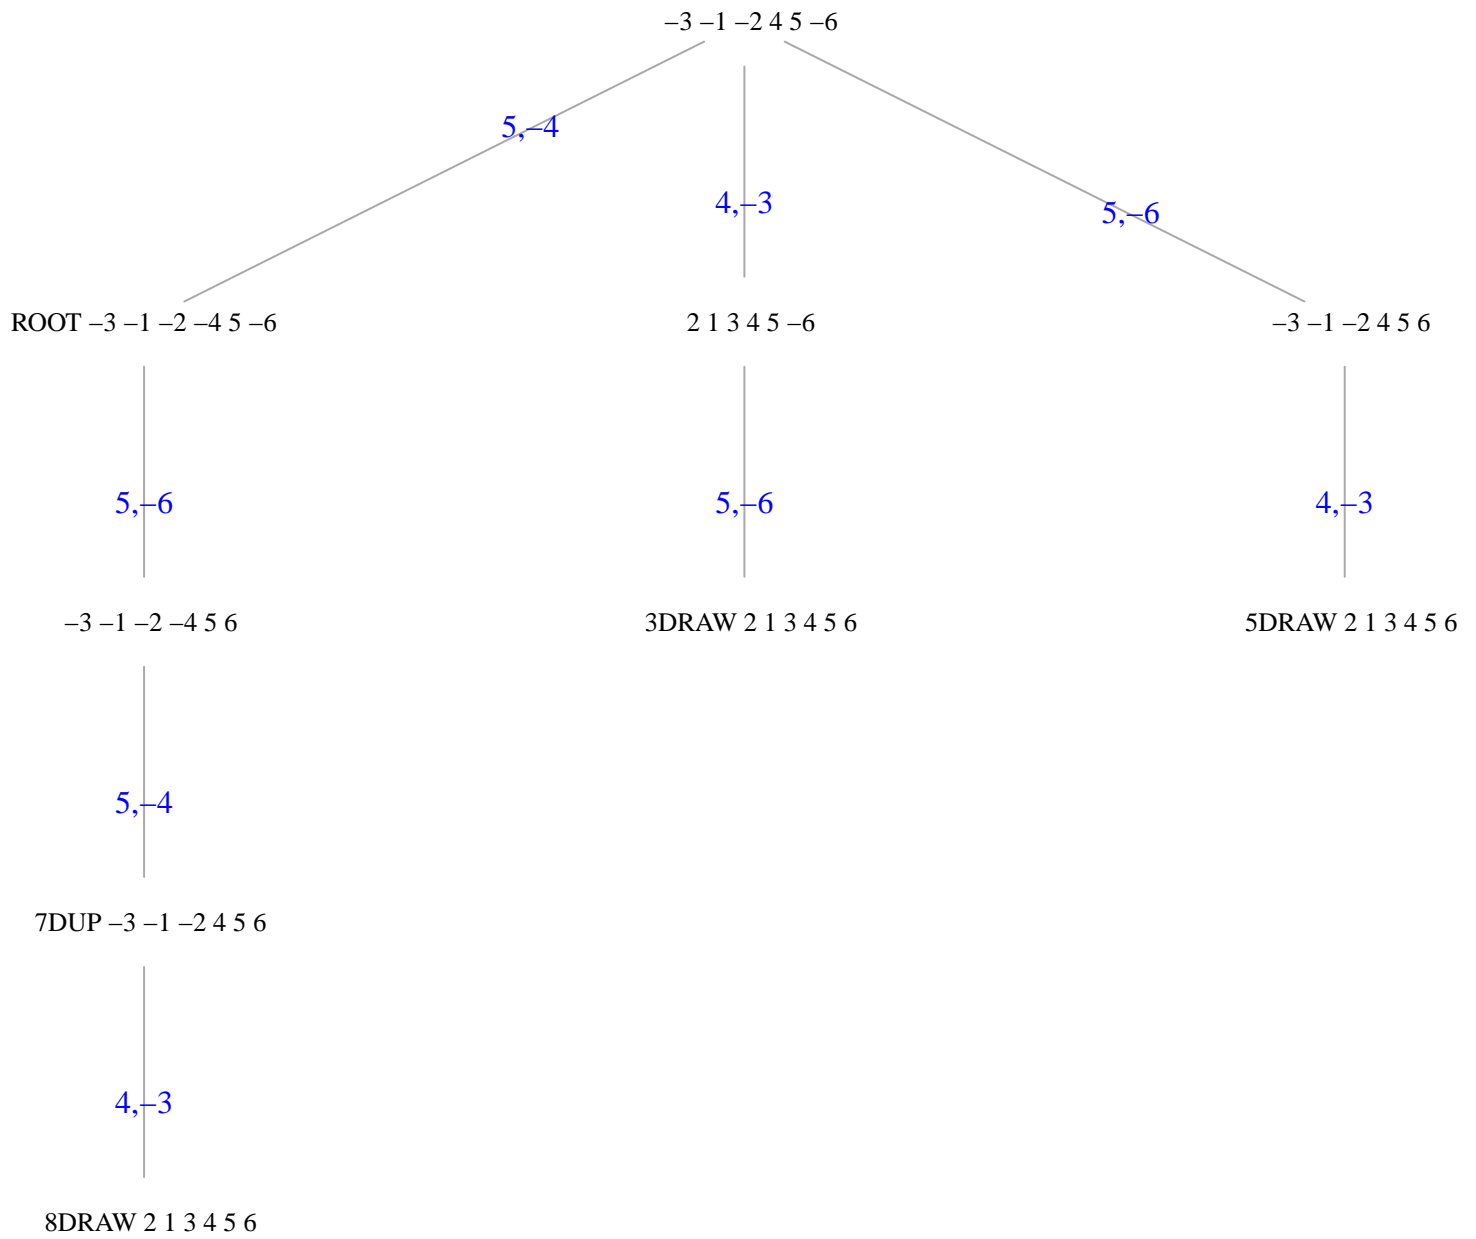 –3 –1 –2 4 5 –6
5,–4
4,–3
5,–6
ROOT –3 –1 –2 –4 5 –6
2 1 3 4 5 –6
–3 –1 –2 4 5 6
5,–6
5,–6
4,–3
–3 –1 –2 –4 5 6
3DRAW 2 1 3 4 5 6
5DRAW 2 1 3 4 5 6
5,–4
7DUP –3 –1 –2 4 5 6
4,–3
8DRAW 2 1 3 4 5 6